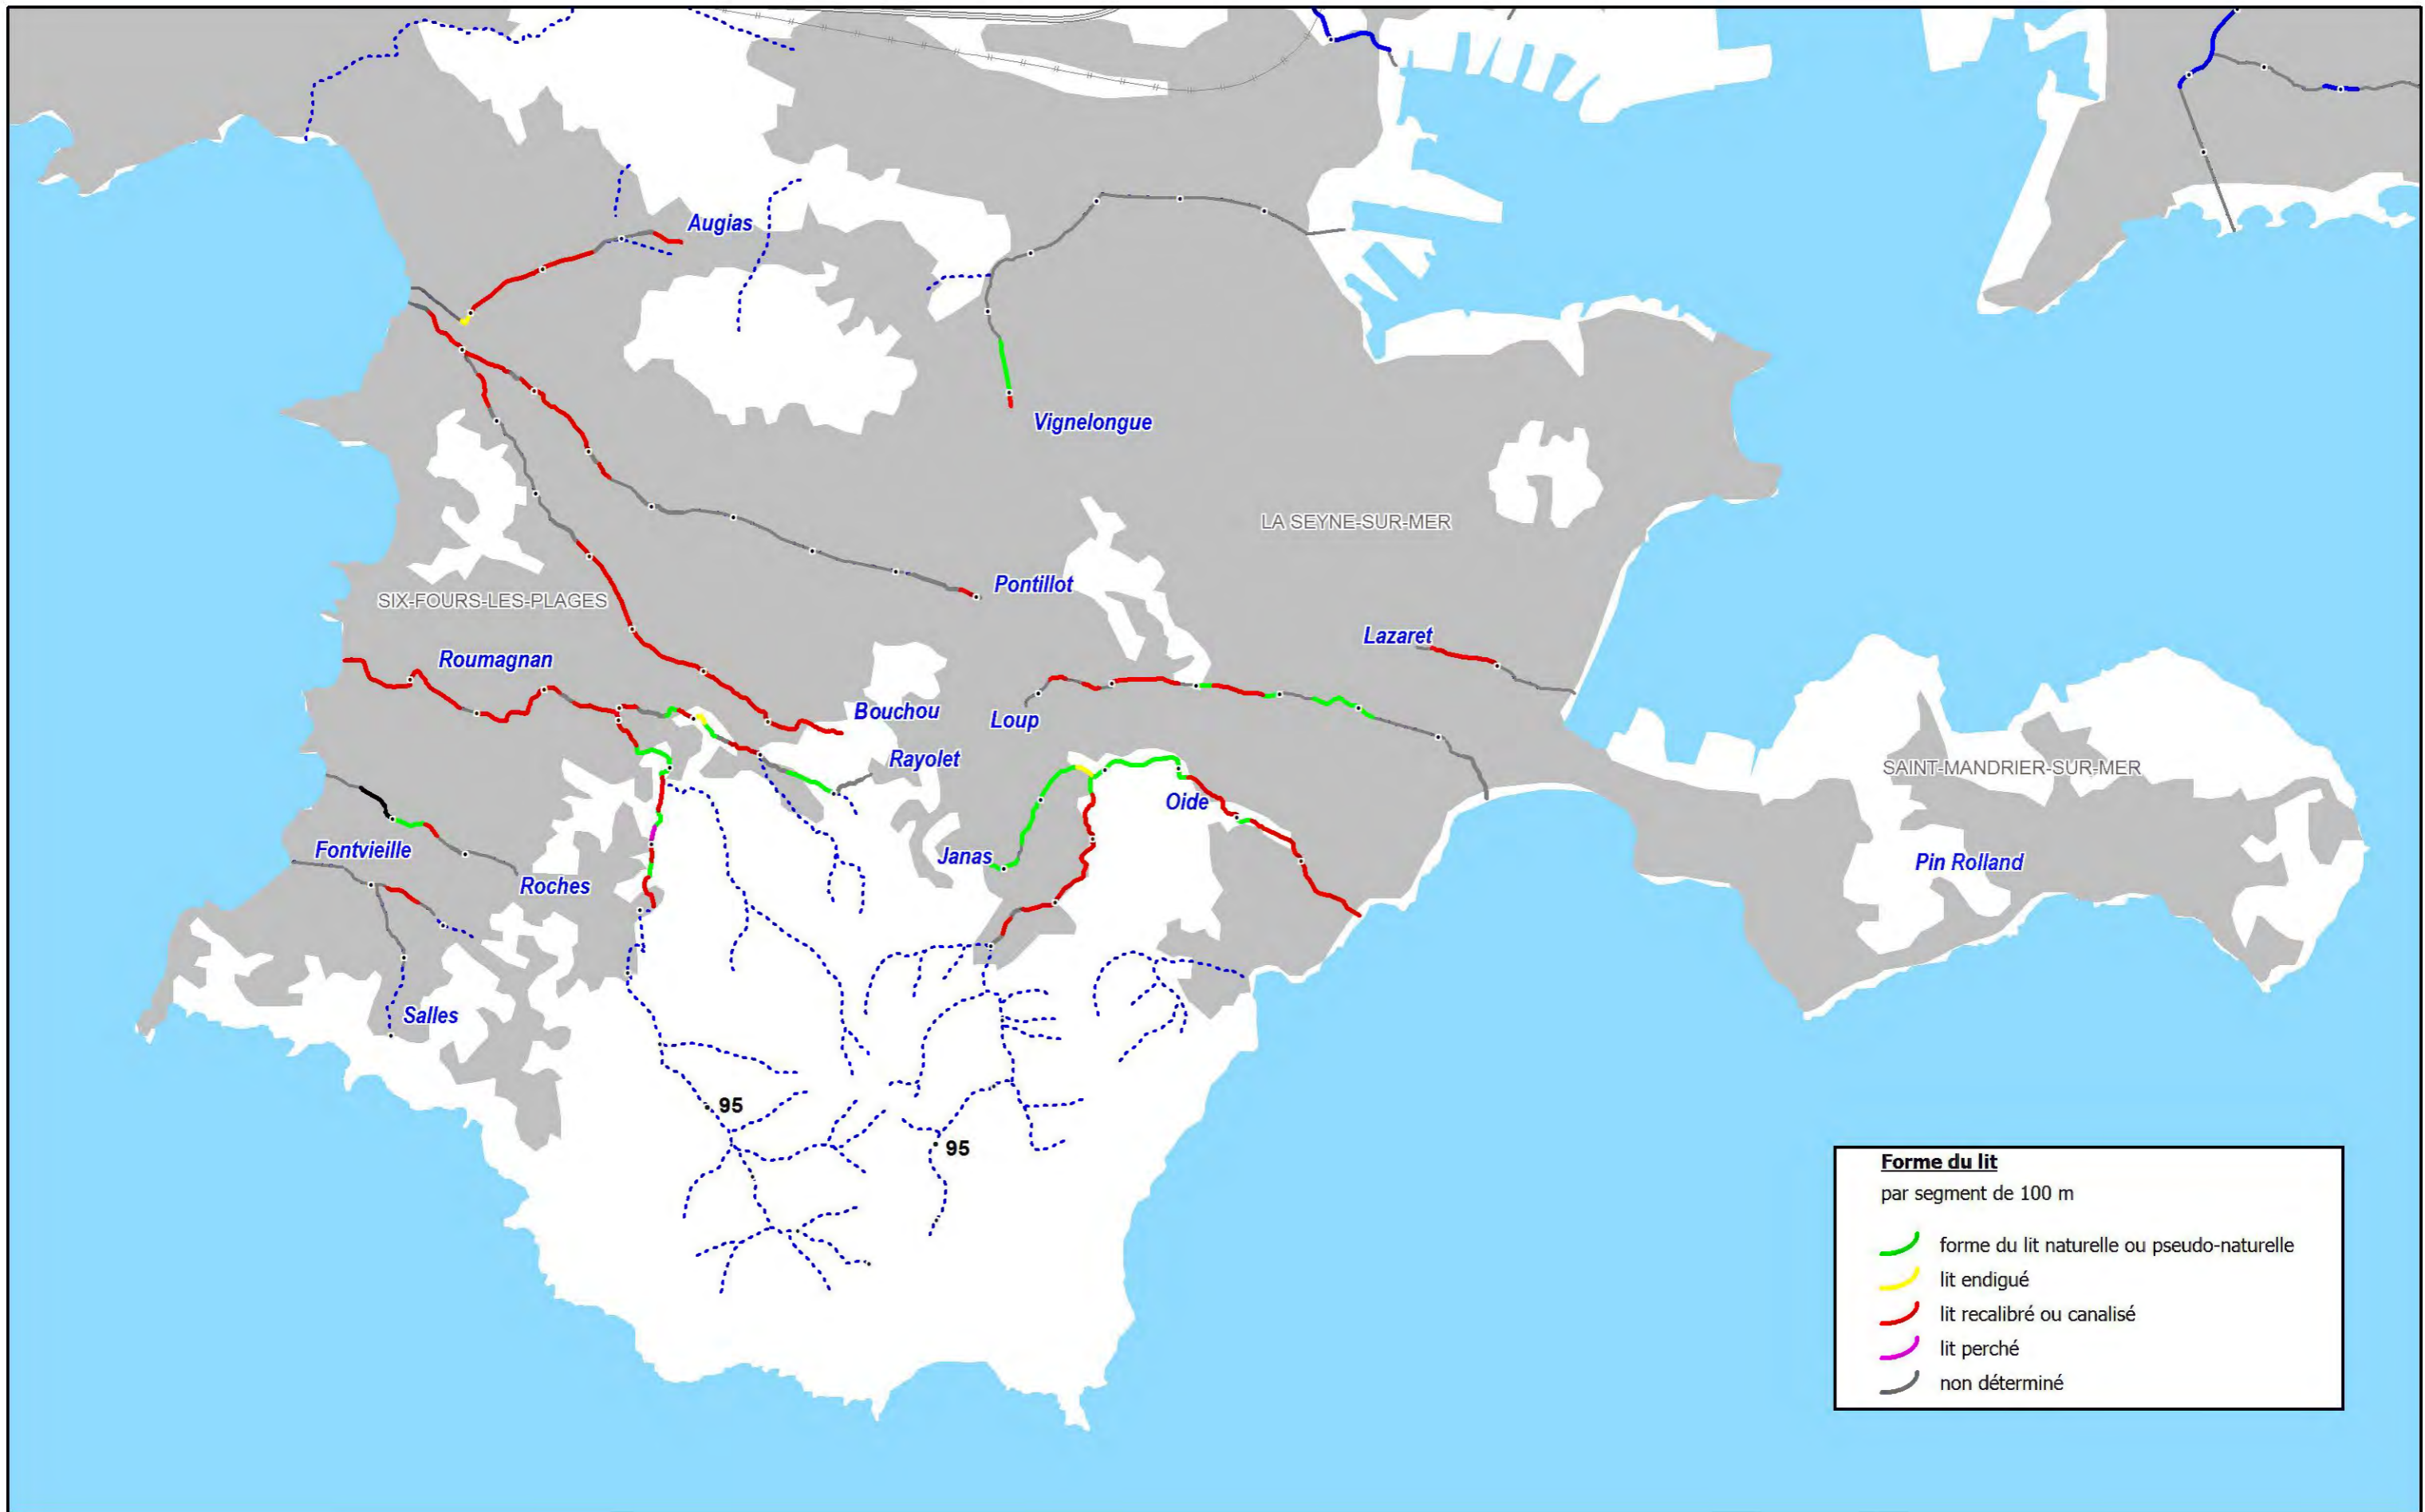 Augias
Vignelongue
LA SEYNE-SUR-MER
Pontillot
SIX-FOURS-LES-PLAGES
Lazaret
Roumagnan
Bouchou
Loup
Rayolet
SAINT-MANDRIER-SUR-MER
Oide
Fontvieille
Janas
Pin Rolland
Roches
Salles
95
95
Forme du lit
par segment de 100 m
forme du lit naturelle ou pseudo-naturelle
lit endigué
lit recalibré ou canalisé
lit perché
non déterminé